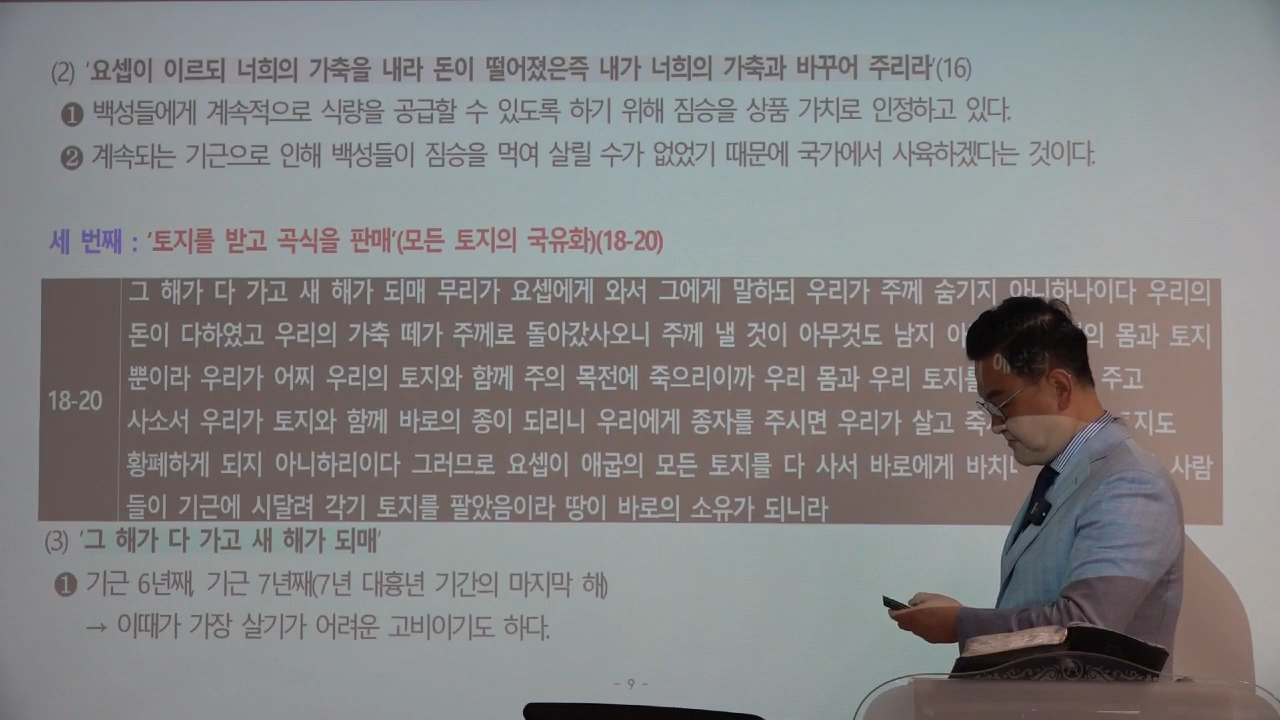 (2) '요셉이 이르되 너희의 가축을 내라 돈이 떨어졌은즉 내가 너희의 가축과 바꾸어 주리라'(16)
❶ 백성들에게 계속적으로 식량을 공급할 수 있도록 하기 위해 짐승을 상품 가치로 인정하고 있다.
❷ 계속되는 기근으로 인해 백성들이 짐승을 먹여 살릴 수가 없었기 때문에 국가에서 사육하겠다는 것이다.
세 번째 : '토지를 받고 곡식을 판매'(모든 토지의 국유화)(18-20)
그 해가 다 가고 새 해가 되매 무리가 요셉에게 와서 그에게 말하되 우리가 주께 숨기지 아니하나이다 우리의
돈이 다하였고 우리의 가축 떼가 주께로 돌아갔사오니 주께 낼 것이 아무것도 남지 몸과 토지
뿐이라 우리가 어찌 우리의 토지와 함께 주의 목전에 죽으리이까 우리 몸과 우리 토지를 주고
18-20
사소서 우리가 토지와 함께 바로의 종이 되리니 우리에게 종자를 주시면 우리가 살고
황폐하게 되지 아니하리이다 그러므로 요셉이 애굽의 모든 토지를 다 사서 바로에게 사람
들이 기근에 시달려 각기 토지를 팔았음이라 땅이 바로의 소유가 되니라
(3) '그 해가 다 가고 새 해가 되매'
❶ 기근 6년째, 기근 7년째(7년 대흉년 기간의 마지막 해)
→ 이때가 가장 살기가 어려운 고비이기도 하다.
- 9 -